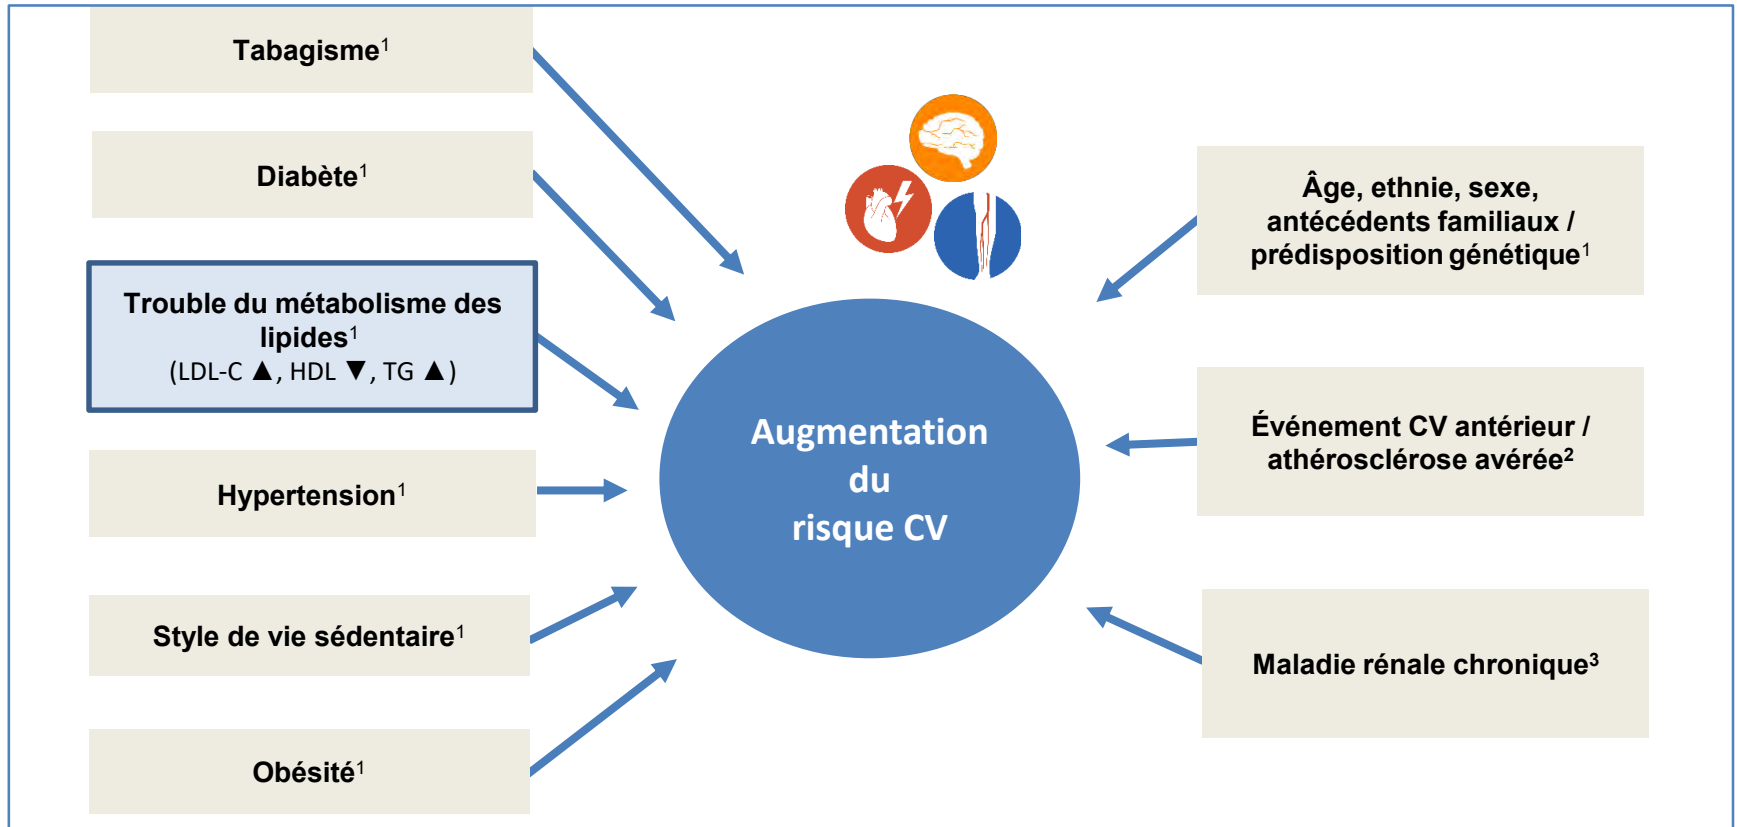 Tabagisme¹
Diabète¹
Trouble du métabolisme des
lipides¹
(LDL-C ▲, HDL ▼, TG ▲)
Hypertension¹
Style de vie sédentaire¹
Obésité¹
Augmentation
du
risque CV
Âge, ethnie, sexe,
antécédents familiaux /
prédisposition génétique¹
Événement CV antérieur /
athérosclérose avérée²
Maladie rénale chronique³